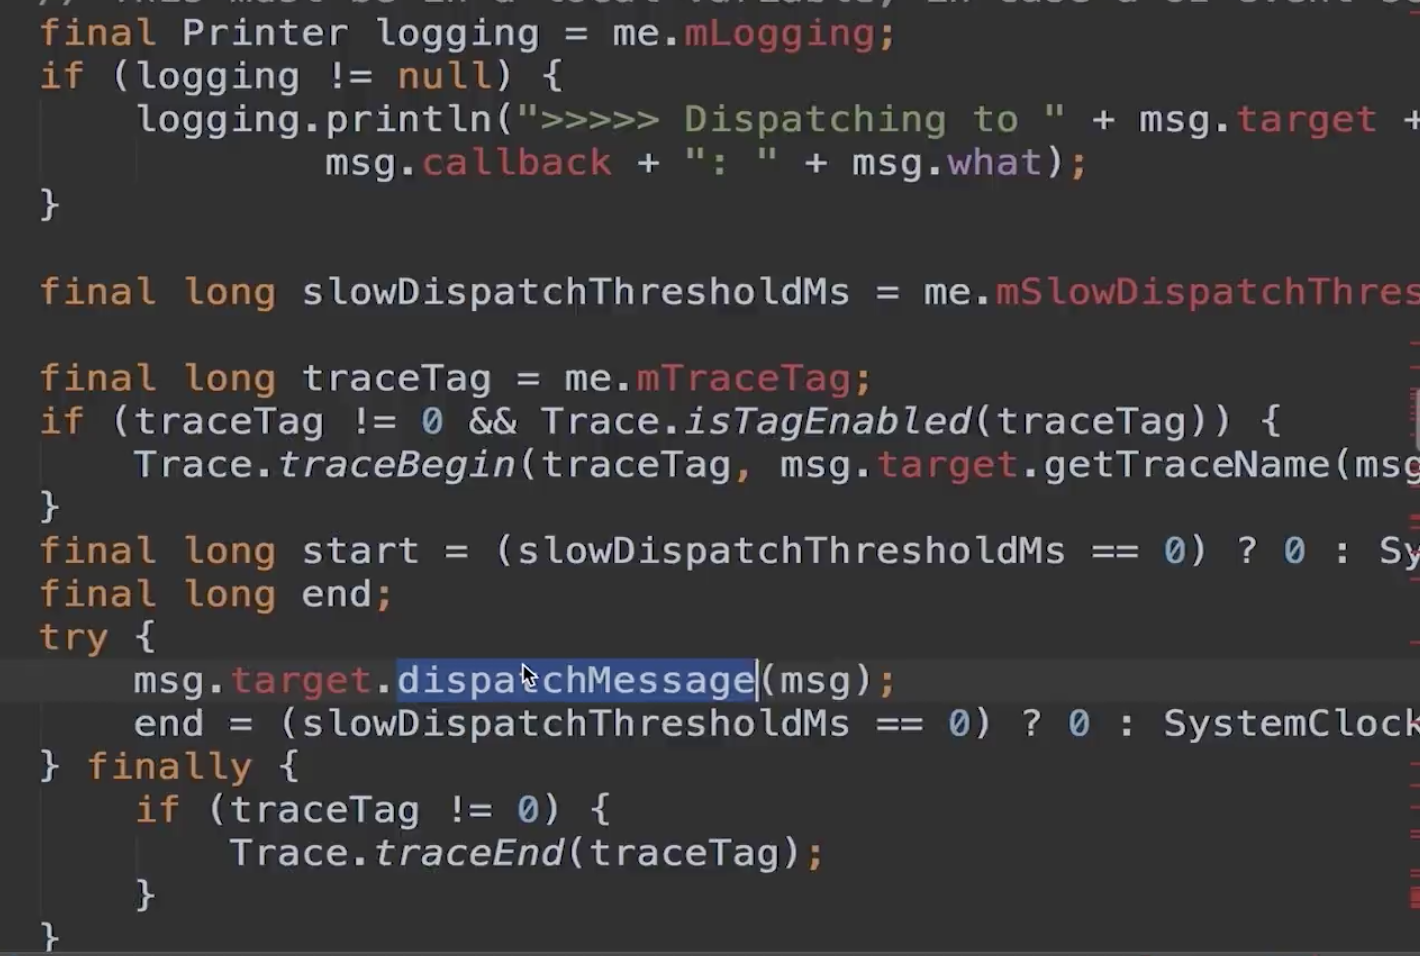 final Printer logging = me.mLogging;
if (logging != null) {
logging.println(">>>>> Dispatching to " + msg.target +
msg.callback + ": " + msg.what);
}
final long slowDispatchThresholdMs = me.mSlowDispatchThres
final long traceTag = me.mTraceTag;
if (traceTag != 0 && Trace.isTagEnabled(traceTag)) {
Trace.traceBegin(traceTag, msg.target.getTraceName(msg
}
final long start = (slowDispatchThresholdMs == 0) ? 0 : Sy
final long end;
try {
msg.target.dispatchMessage(msg);
end = (slowDispatchThresholdMs == 0) ? 0 : SystemClock
} finally {
if (traceTag != 0) {
Trace.traceEnd(traceTag);
}
}